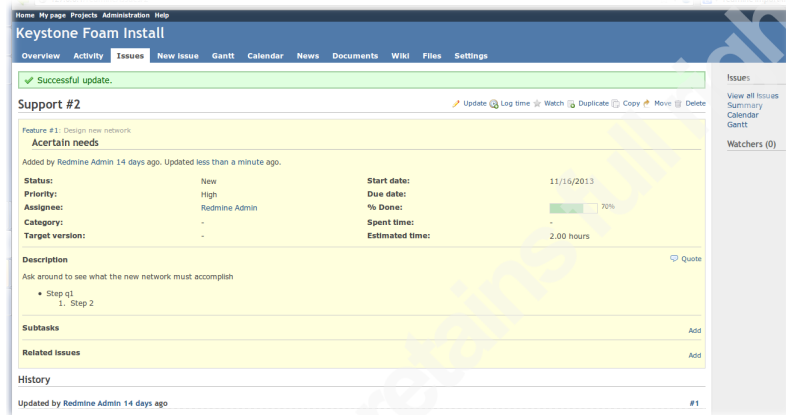 Home My page Projects Administration Help
Keystone Foam Install
Overview Activity Issues New issue Gantt Calendar News Documents Wiki Files Settings
Successful update.
Support #2
Update Log time Watch Duplicate Copy Move Delete
Feature #1: Design new network
Acertain needs
Added by Redmine Admin 14 days ago. Updated less than a minute ago.
Status: New Start date: 11/16/2013
Priority: High Due date:
Assignee: Redmine Admin % Done: 70%
Category: - Spent time: -
Target version: - Estimated time: 2.00 hours
Description Quote
Ask around to see what the new network must accomplish
• Step q1
1. Step 2
Subtasks Add
Related issues Add
History
Updated by Redmine Admin 14 days ago #1
Issues
View all issues
Summary
Calendar
Gantt
Watchers (0)
retains full